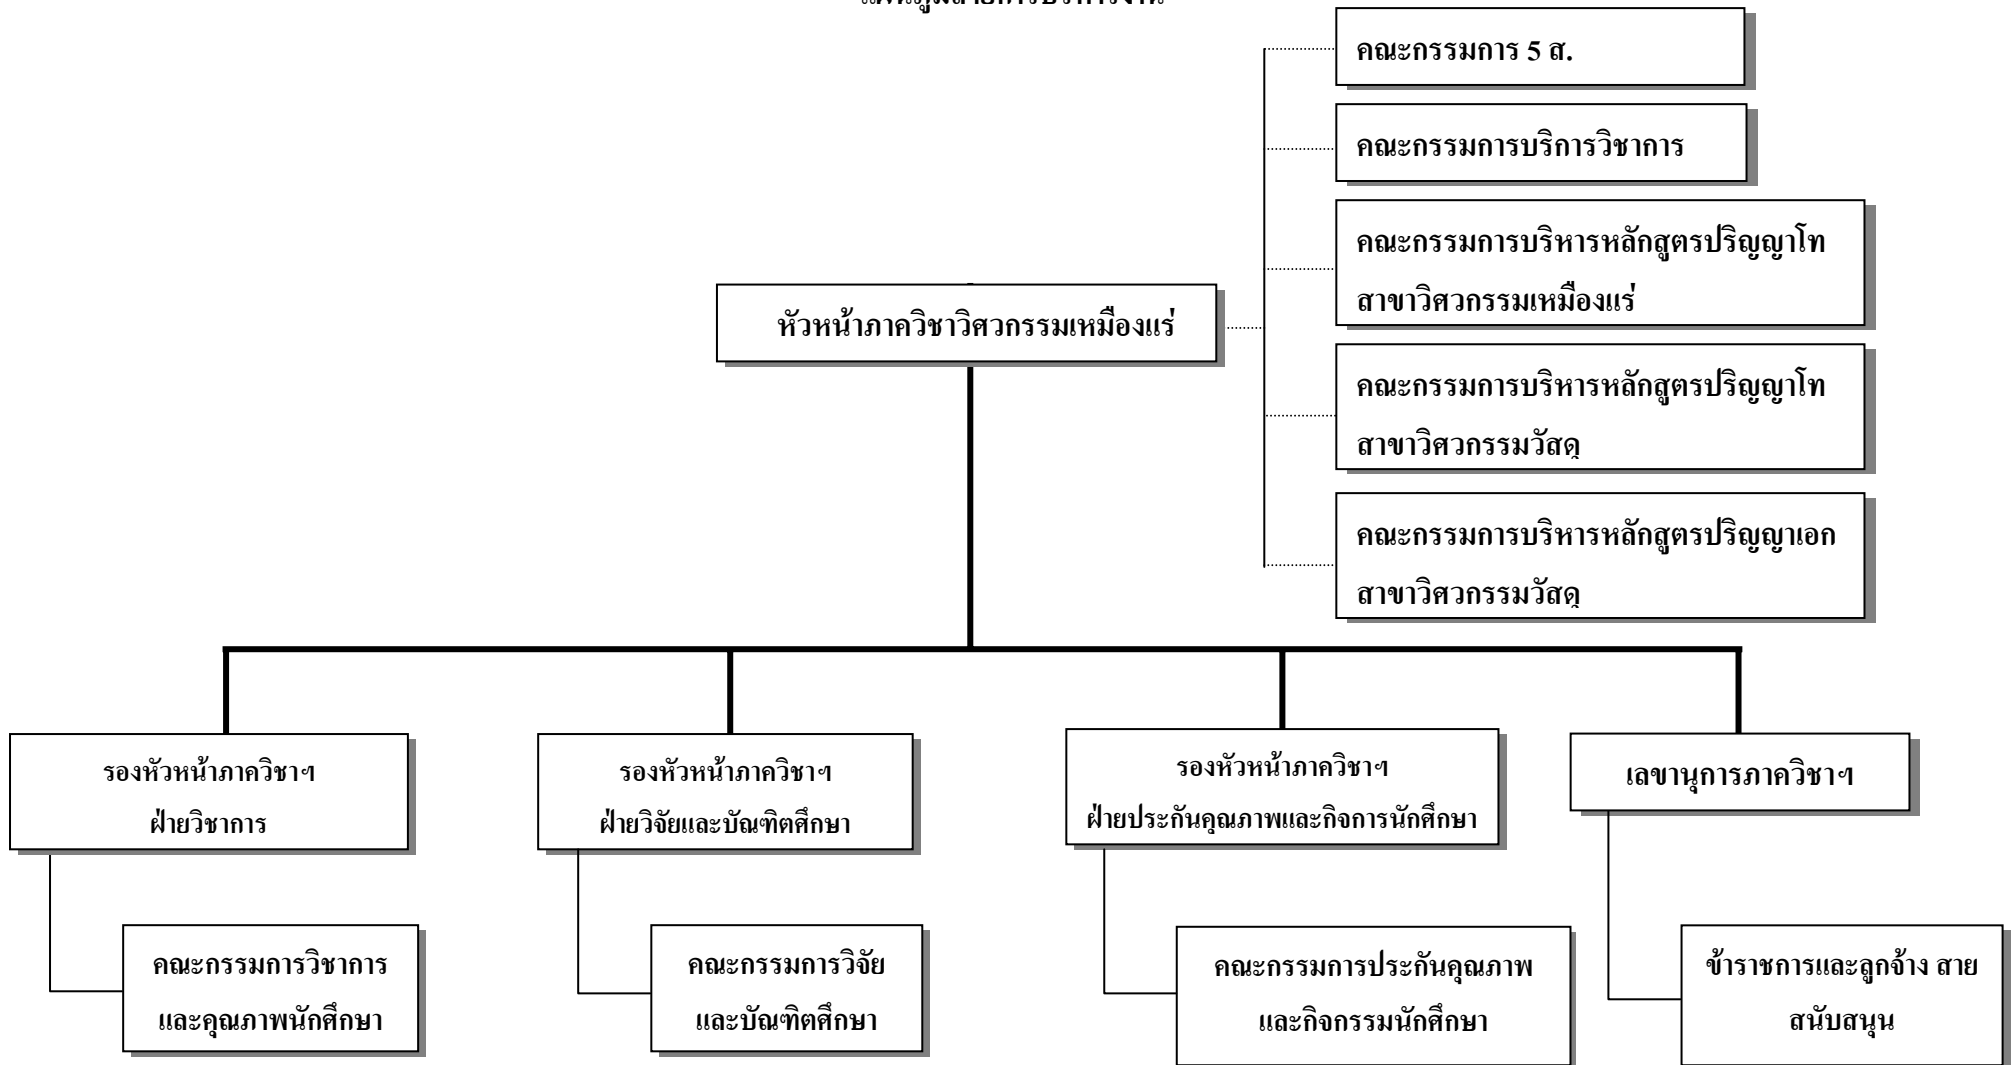 คณะกรรมการ 5 ส.
คณะกรรมการบริการวิชาการ
คณะกรรมการบริหารหลักสูตรปริญญาโท
สาขาวิศวกรรมเหมืองแร่
หัวหน้าภาควิชาวิศวกรรมเหมืองแร่
คณะกรรมการบริหารหลักสูตรปริญญาโท
สาขาวิศวกรรมวัสดุ
คณะกรรมการบริหารหลักสูตรปริญญาเอก
สาขาวิศวกรรมวัสดุ
รองหัวหน้าภาควิชาฯ
ฝ่ายวิชาการ
รองหัวหน้าภาควิชาฯ
ฝ่ายวิจัยและบัณฑิตศึกษา
รองหัวหน้าภาควิชาฯ
ฝ่ายประกันคุณภาพและกิจการนักศึกษา
เลขานุการภาควิชาฯ
คณะกรรมการวิชาการ
และคุณภาพนักศึกษา
คณะกรรมการวิจัย
และบัณฑิตศึกษา
คณะกรรมการประกันคุณภาพ
และกิจกรรมนักศึกษา
ข้าราชการและลูกจ้าง สาย
สนับสนุน